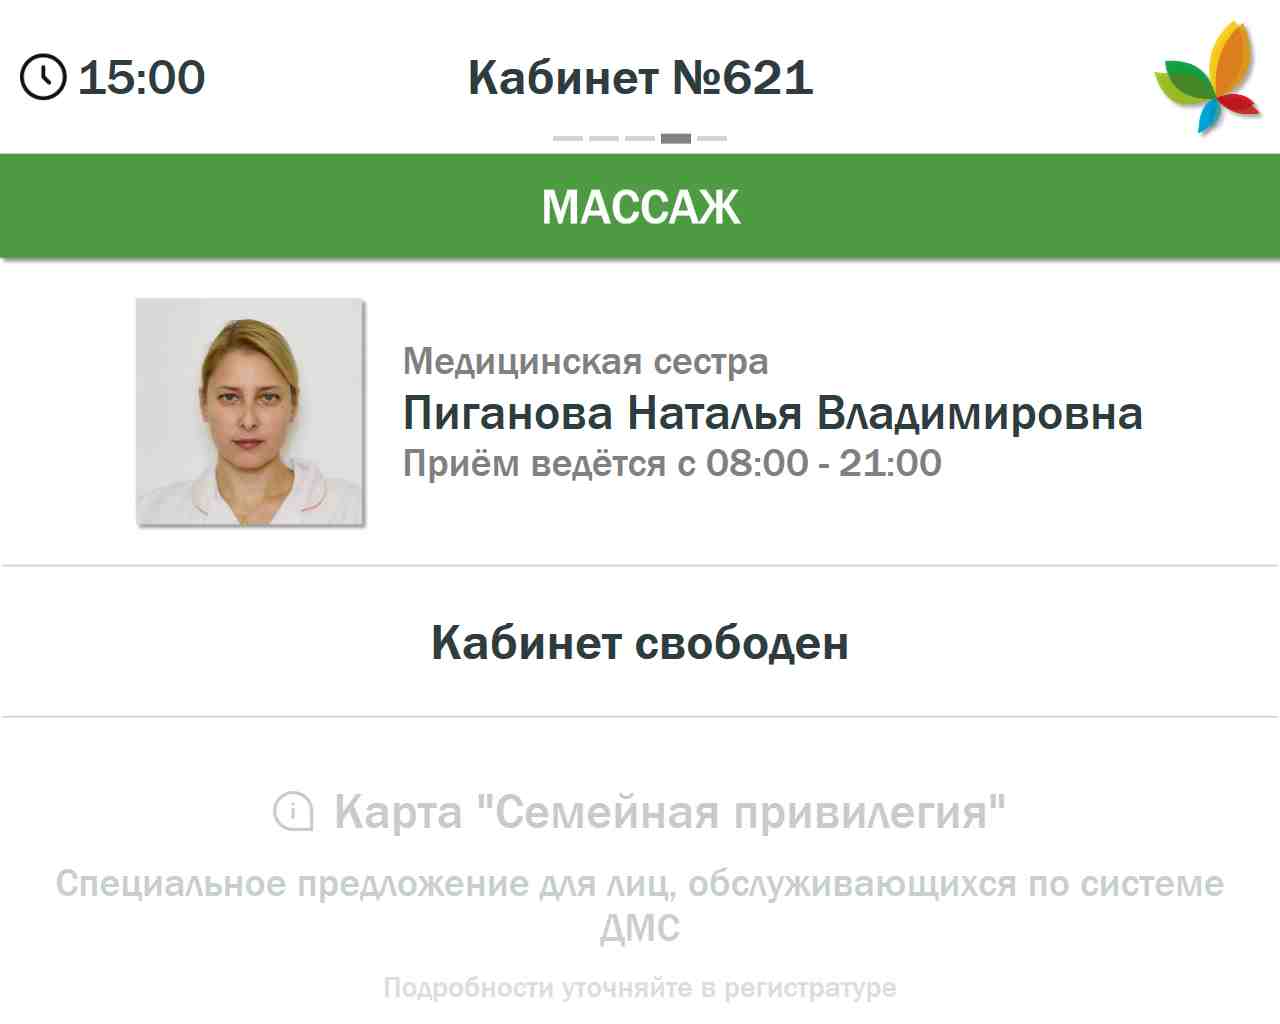 15:00
Кабинет №621
МАССАЖ
Медицинская сестра
Пиганова Наталья Владимировна
Приём ведётся с 08:00 - 21:00
Кабинет свободен
Карта "Семейная привилегия"
Специальное предложение для лиц, обслуживающихся по системе
ДМС
Подробности уточняйте в регистратуре